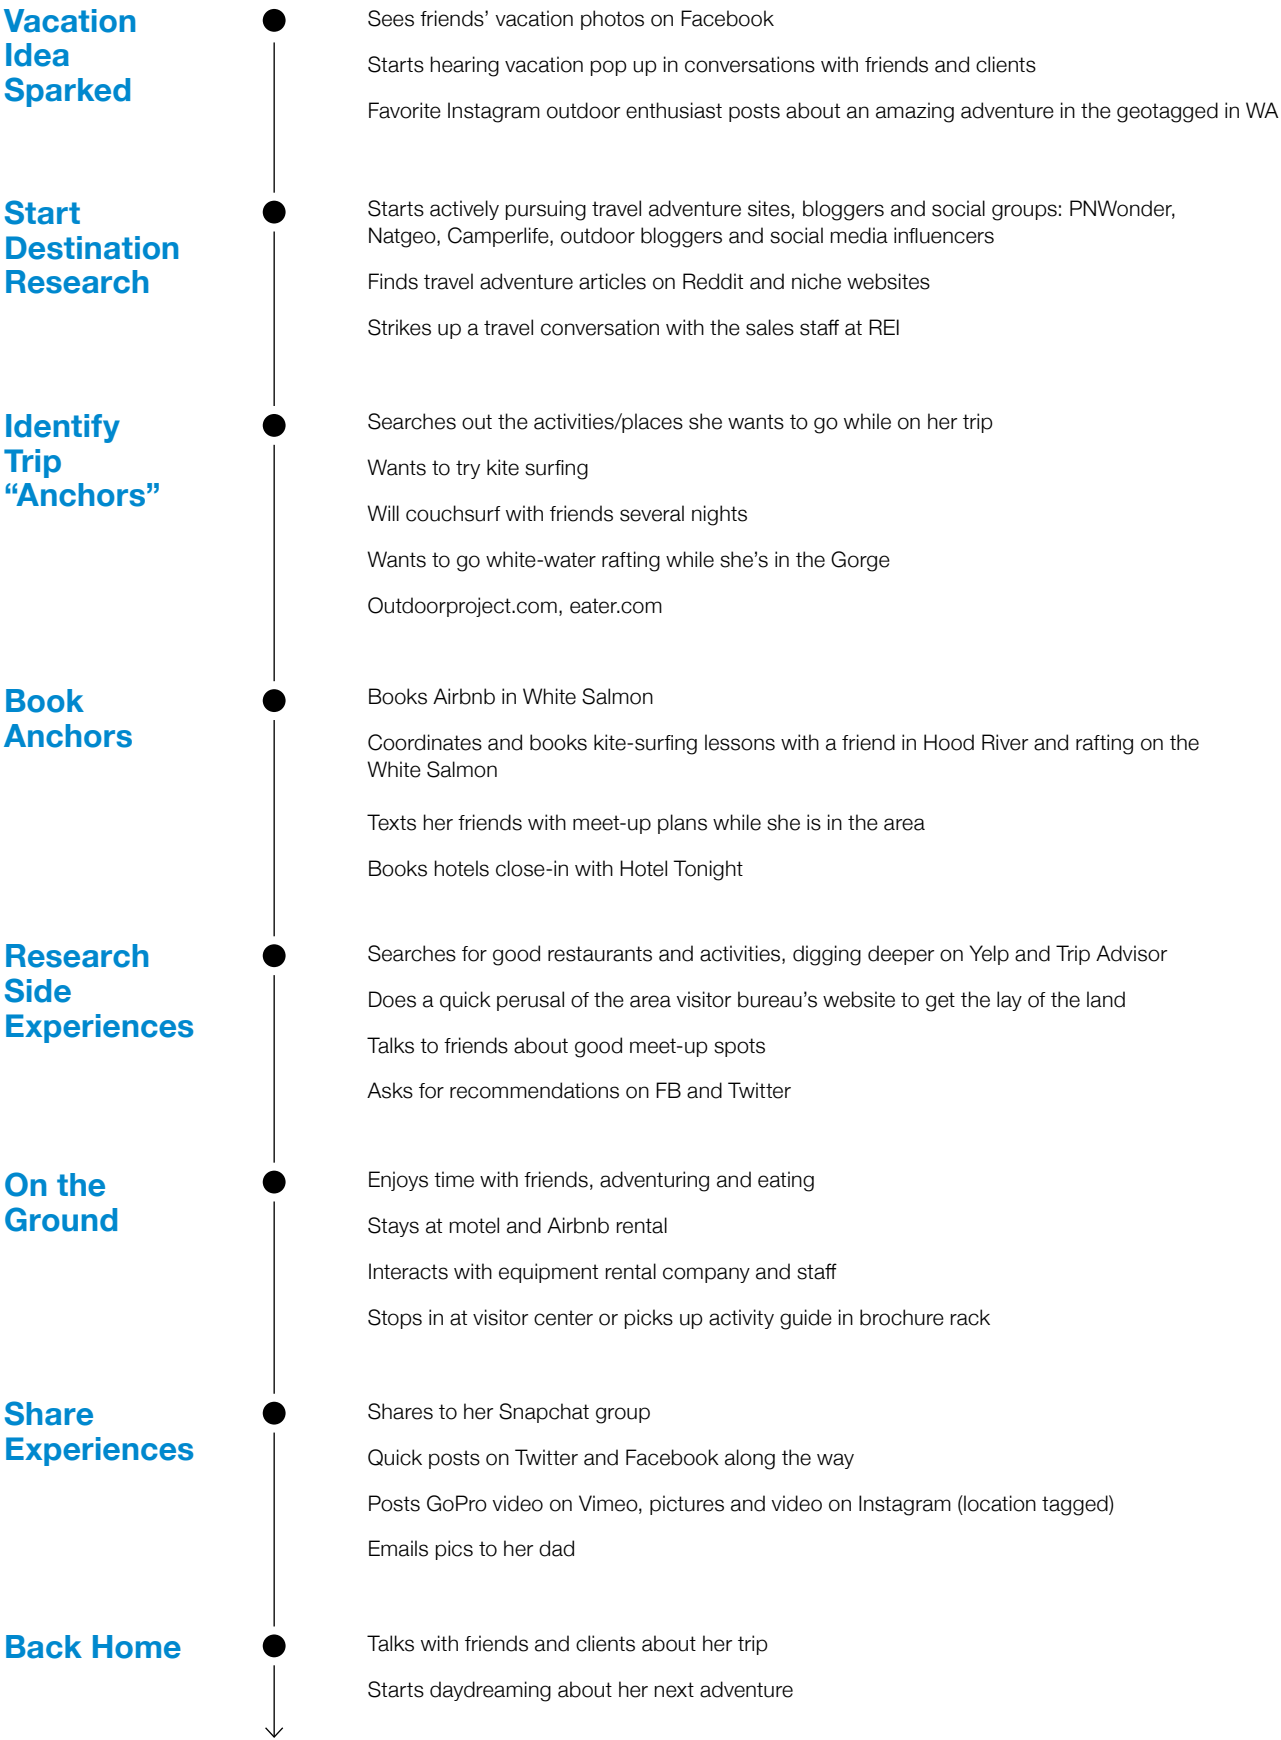 Vacation
Idea
Sparked
Sees friends’ vacation photos on Facebook
Starts hearing vacation pop up in conversations with friends and clients
Favorite Instagram outdoor enthusiast posts about an amazing adventure in the geotagged in WA
Start
Destination
Research
Starts actively pursuing travel adventure sites, bloggers and social groups: PNWonder,
Natgeo, Camperlife, outdoor bloggers and social media influencers
Finds travel adventure articles on Reddit and niche websites
Strikes up a travel conversation with the sales staff at REI
Identify
Trip
“Anchors”
Searches out the activities/places she wants to go while on her trip
Wants to try kite surfing
Will couchsurf with friends several nights
Wants to go white-water rafting while she’s in the Gorge
Outdoorproject.com, eater.com
Book
Anchors
Books Airbnb in White Salmon
Coordinates and books kite-surfing lessons with a friend in Hood River and rafting on the
White Salmon
Texts her friends with meet-up plans while she is in the area
Books hotels close-in with Hotel Tonight
Research
Side
Experiences
Searches for good restaurants and activities, digging deeper on Yelp and Trip Advisor
Does a quick perusal of the area visitor bureau’s website to get the lay of the land
Talks to friends about good meet-up spots
Asks for recommendations on FB and Twitter
On the
Ground
Enjoys time with friends, adventuring and eating
Stays at motel and Airbnb rental
Interacts with equipment rental company and staff
Stops in at visitor center or picks up activity guide in brochure rack
Share
Experiences
Shares to her Snapchat group
Quick posts on Twitter and Facebook along the way
Posts GoPro video on Vimeo, pictures and video on Instagram (location tagged)
Emails pics to her dad
Back Home
Talks with friends and clients about her trip
Starts daydreaming about her next adventure